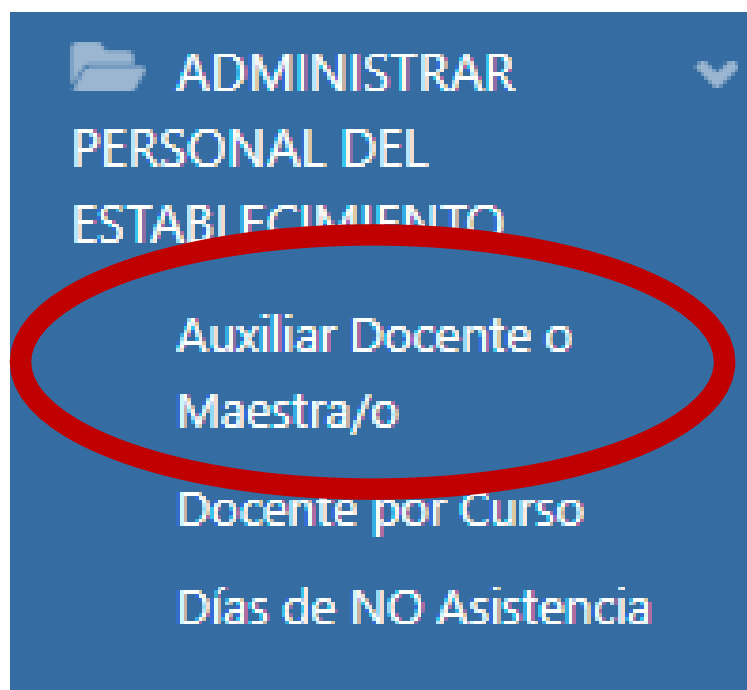 ADMINISTRAR
PERSONAL DEL
ESTABLECIMIENTO
Auxiliar Docente o
Maestra/o
Docente por Curso
Días de NO Asistencia